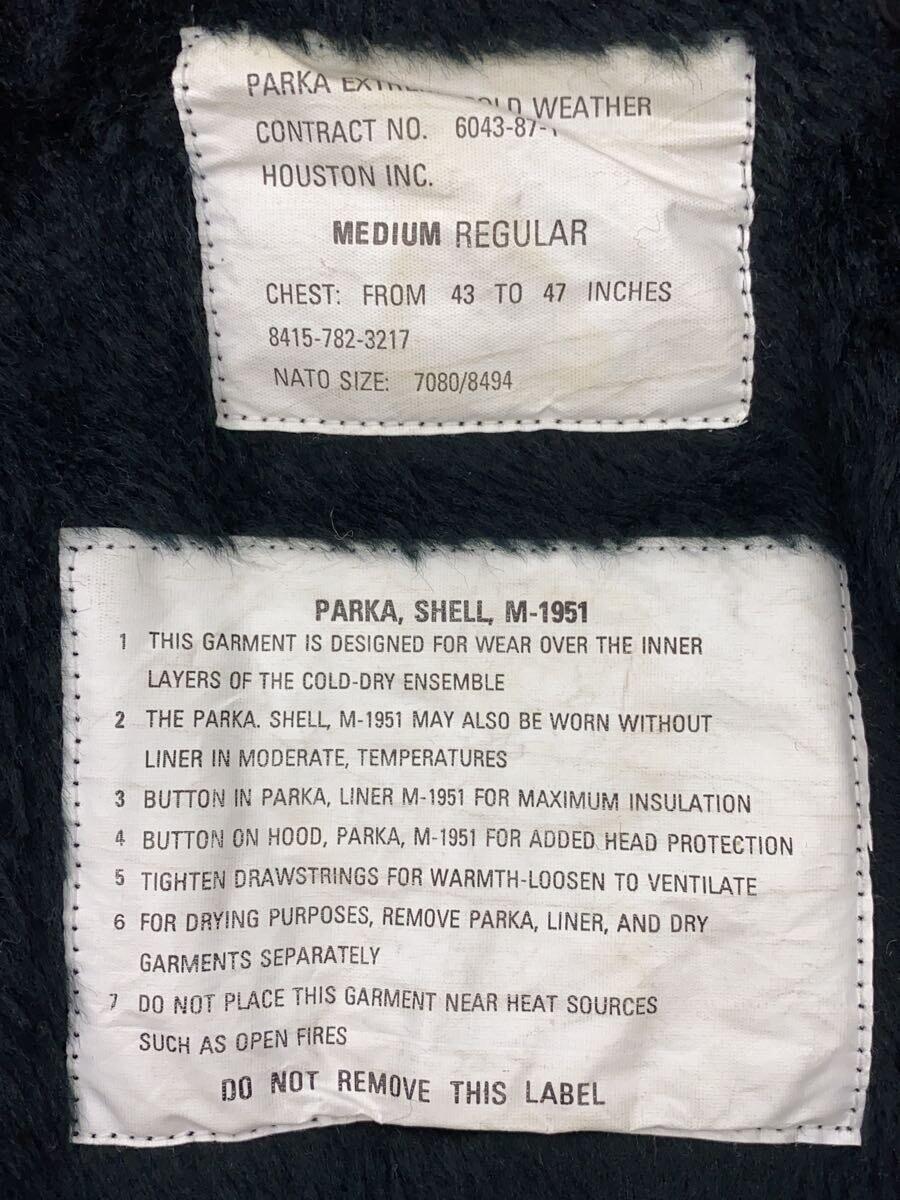 PARKA WEATHER
CONTRACT NO. 6043-87-
HOUSTON INC.
MEDIUM REGULAR
CHEST: FROM 43 TO 47 INCHES
8415-782-3217
NATO SIZE: 7080/8494
PARKA, SHELL, M-1951
1 THIS GARMENT IS DESIGNED FOR WEAR OVER THE INNER
LAYERS OF THE COLD-DRY ENSEMBLE
2 THE PARKA. SHELL, M-1951 MAY ALSO BE WORN WITHOUT
LINER IN MODERATE, TEMPERATURES
3 BUTTON IN PARKA, LINER M-1951 FOR MAXIMUM INSULATION
4 BUTTON ON HOOD, PARKA, M-1951 FOR ADDED HEAD PROTECTION
5 TIGHTEN DRAWSTRINGS FOR WARMTH-LOOSEN TO VENTILATE
6 FOR DRYING PURPOSES, REMOVE PARKA, LINER, AND DRY
GARMENTS SEPARATELY
7 DO NOT PLACE THIS GARMENT NEAR HEAT SOURCES
SUCH AS OPEN FIRES
DO NOT REMOVE THIS LABEL